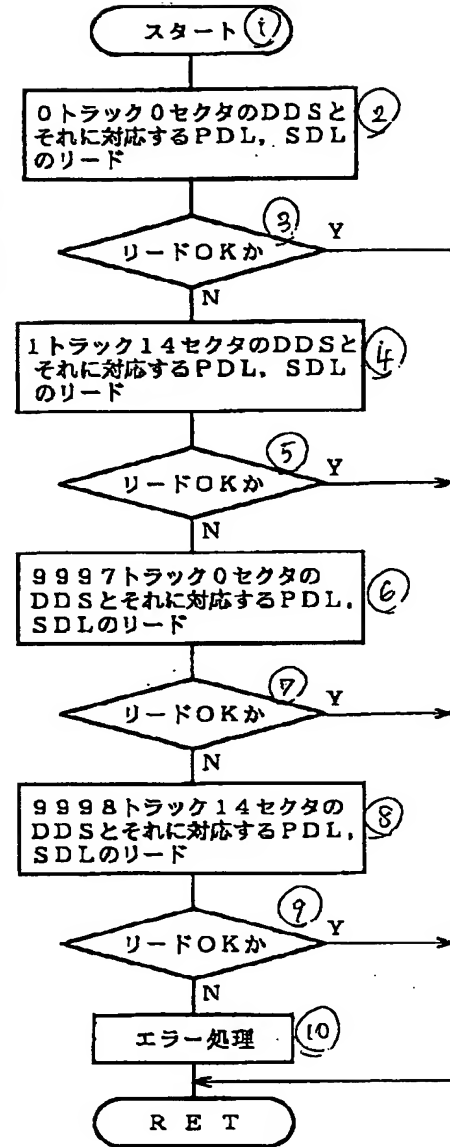 スタート ①
0トラック0セクタのDDSと
それに対応するPDL，SDL
のリード
②
③
リードOKか
Y
N
1トラック14セクタのDDSと
それに対応するPDL，SDL
のリード
④
⑤
リードOKか
Y
N
9997トラック0セクタの
DDSとそれに対応するPDL，
SDLのリード
⑥
⑦
リードOKか
Y
N
9998トラック14セクタの
DDSとそれに対応するPDL，
SDLのリード
⑧
⑨
リードOKか
Y
N
エラー処理
⑩
RET